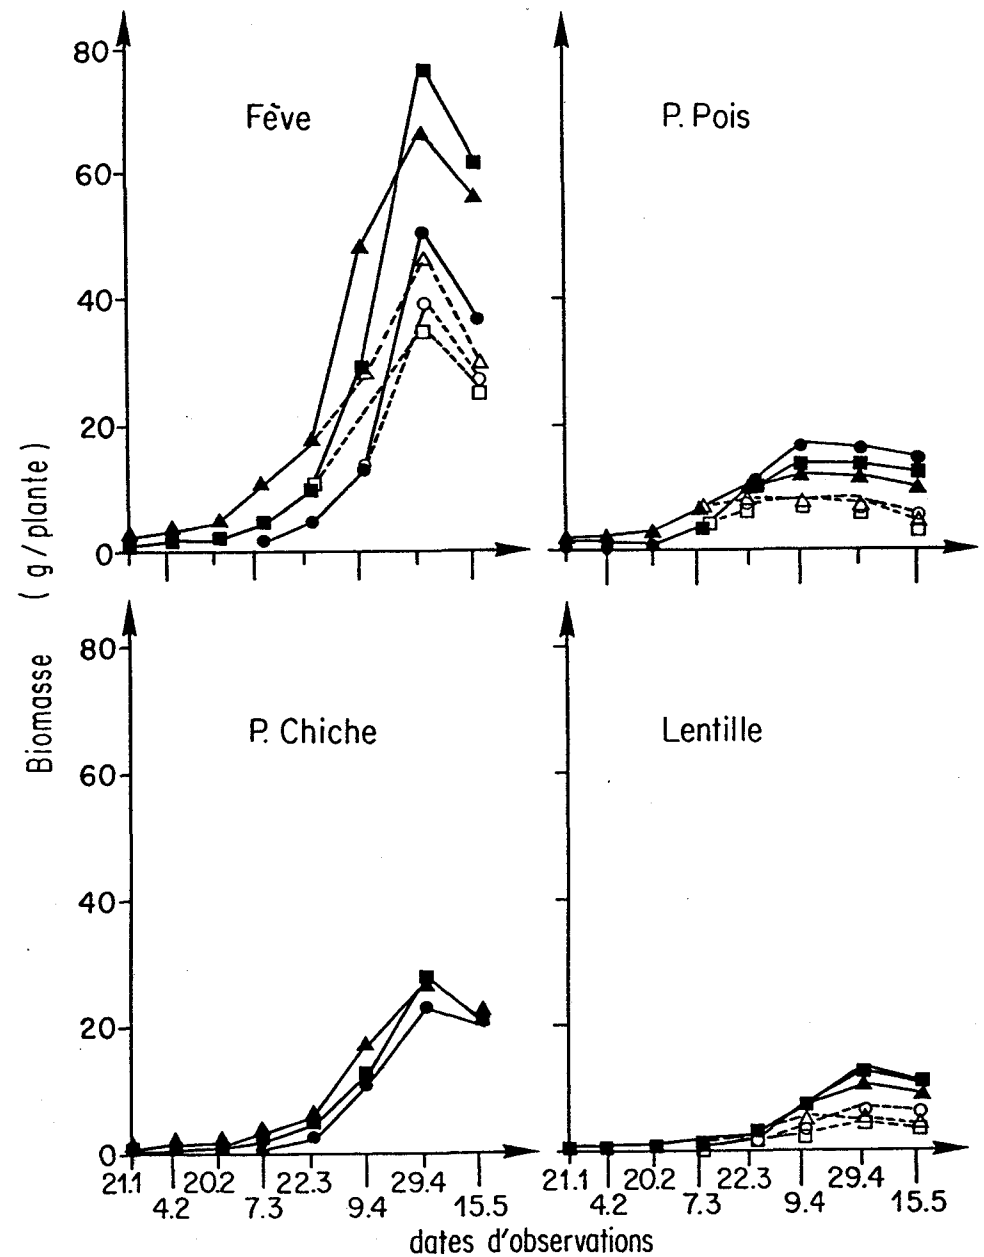 80
60
40
20
0
Fève
P. Pois
Biomasse ( g / plante )
80
60
40
20
0
P. Chiche
Lentille
21.1 20.2 22.3 29.4
4.2 7.3 9.4 15.5
21.1 20.2 22.3 29.4
4.2 7.3 9.4 15.5
dates d'observations